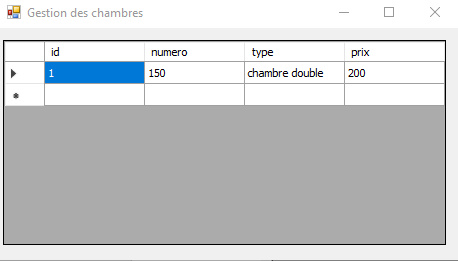 Gestion des chambres
id numero type prix
1 150 chambre double 200